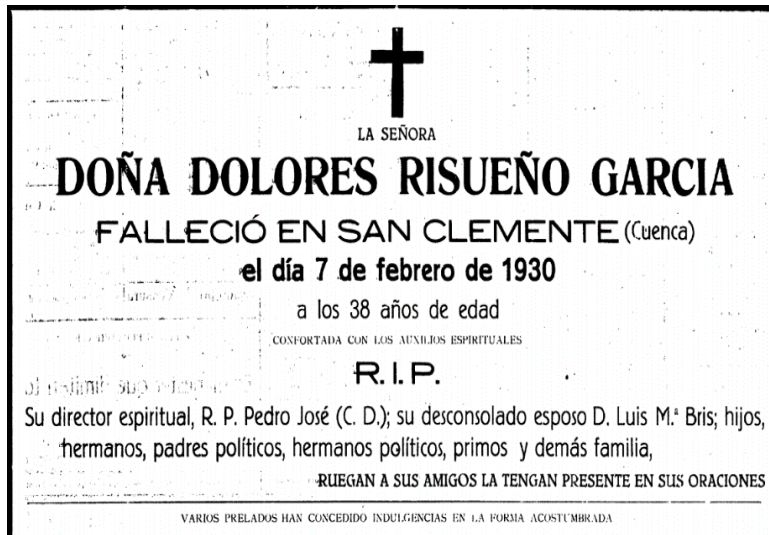 LA SEÑORA
DOÑA DOLORES RISUEÑO GARCIA
FALLECIÓ EN SAN CLEMENTE (Cuenca)
el día 7 de febrero de 1930
a los 38 años de edad
CONFORTADA CON LOS AUXILIOS ESPIRITUALES
R. I. P.
Su director espiritual, R. P. Pedro José (C. D.); su desconsolado esposo D. Luis M.ª Bris; hijos,
hermanos, padres políticos, hermanos políticos, primos y demás familia,
RUEGAN A SUS AMIGOS LA TENGAN PRESENTE EN SUS ORACIONES
VARIOS PRELADOS HAN CONCEDIDO INDULGENCIAS EN LA FORMA ACOSTUMBRADA